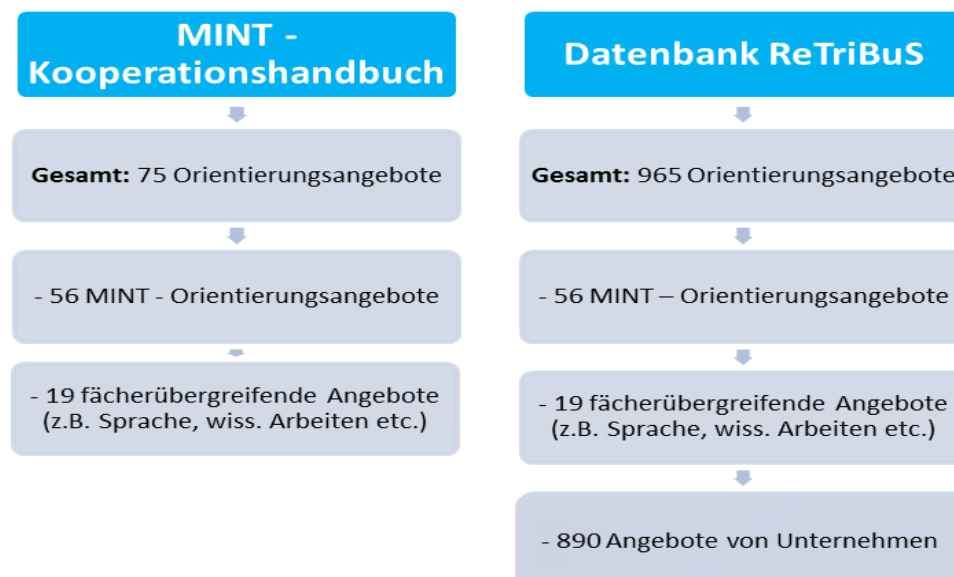 MINT -
Kooperationshandbuch
Gesamt: 75 Orientierungsangebote
- 56 MINT - Orientierungsangebote
- 19 fächerübergreifende Angebote
(z.B. Sprache, wiss. Arbeiten etc.)
Datenbank ReTriBuS
Gesamt: 965 Orientierungsangebote
- 56 MINT – Orientierungsangebote
- 19 fächerübergreifende Angebote
(z.B. Sprache, wiss. Arbeiten etc.)
- 890 Angebote von Unternehmen